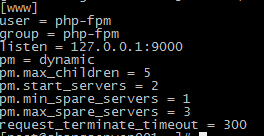 [www]
user = php-fpm
group = php-fpm
listen = 127.0.0.1:9000
pm = dynamic
pm.max_children = 5
pm.start_servers = 2
pm.min_spare_servers = 1
pm.max_spare_servers = 3
request_terminate_timeout = 300